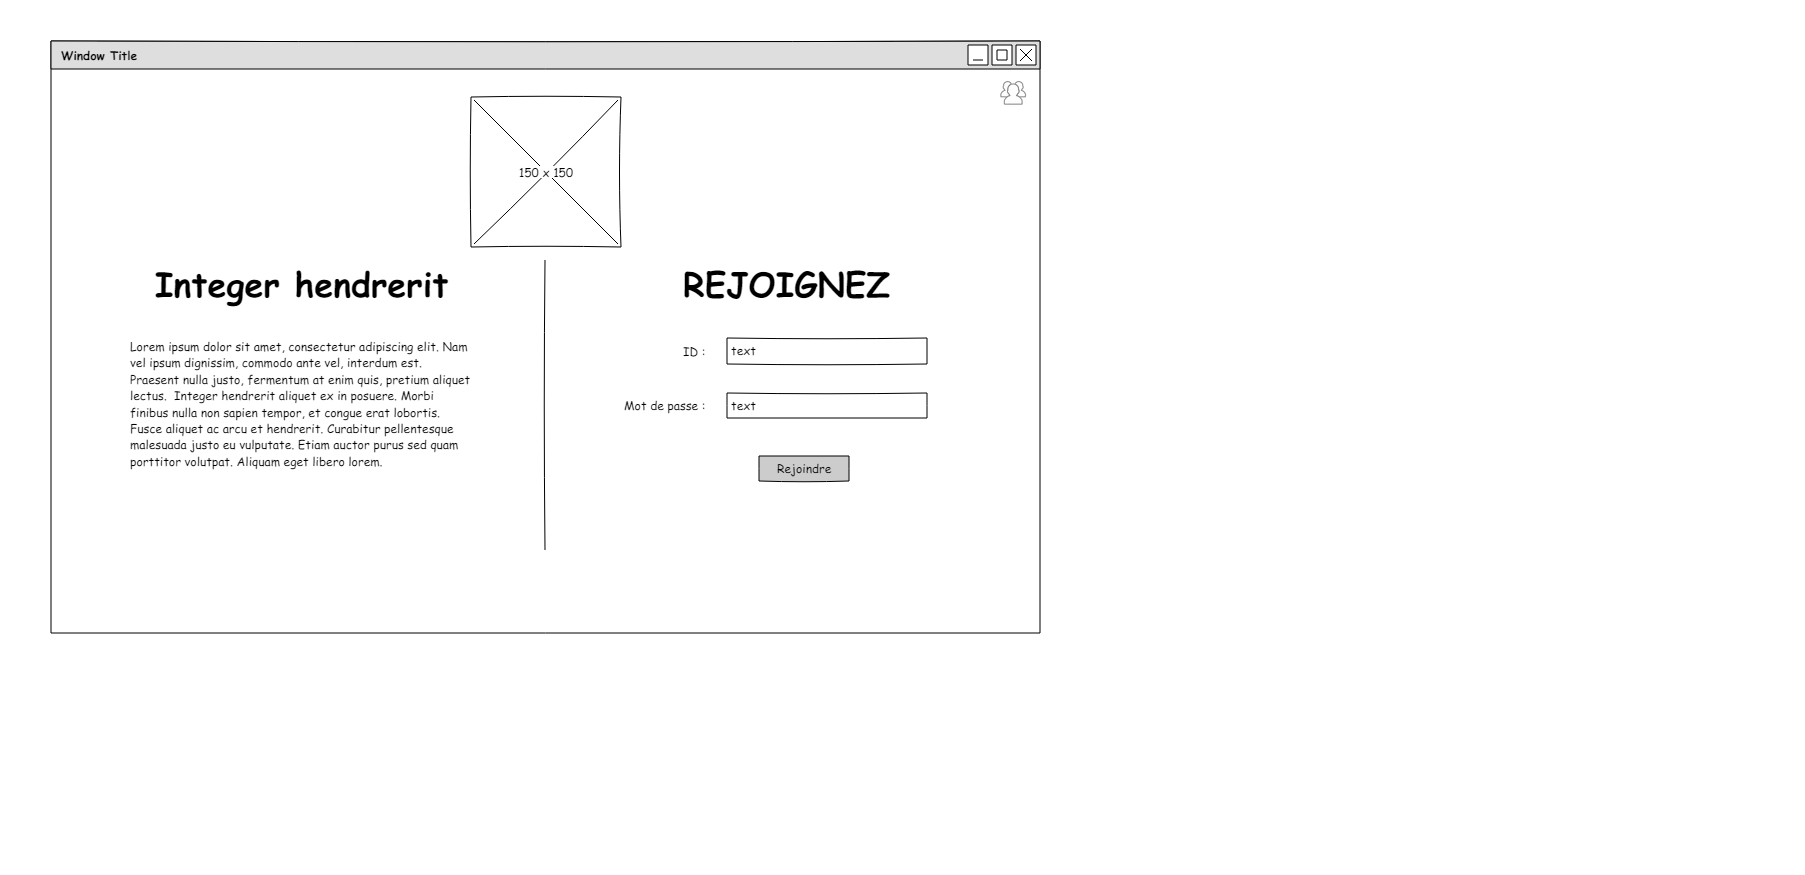 Window Title
150 x 150
Integer hendrerit
Lorem ipsum dolor sit amet, consectetur adipiscing elit. Nam
vel ipsum dignissim, commodo ante vel, interdum est.
Praesent nulla justo, fermentum at enim quis, pretium aliquet
lectus.  Integer hendrerit aliquet ex in posuere. Morbi
finibus nulla non sapien tempor, et congue erat lobortis.
Fusce aliquet ac arcu et hendrerit. Curabitur pellentesque
malesuada justo eu vulputate. Etiam auctor purus sed quam
porttitor volutpat. Aliquam eget libero lorem.
REJOIGNEZ
ID : text
Mot de passe : text
Rejoindre